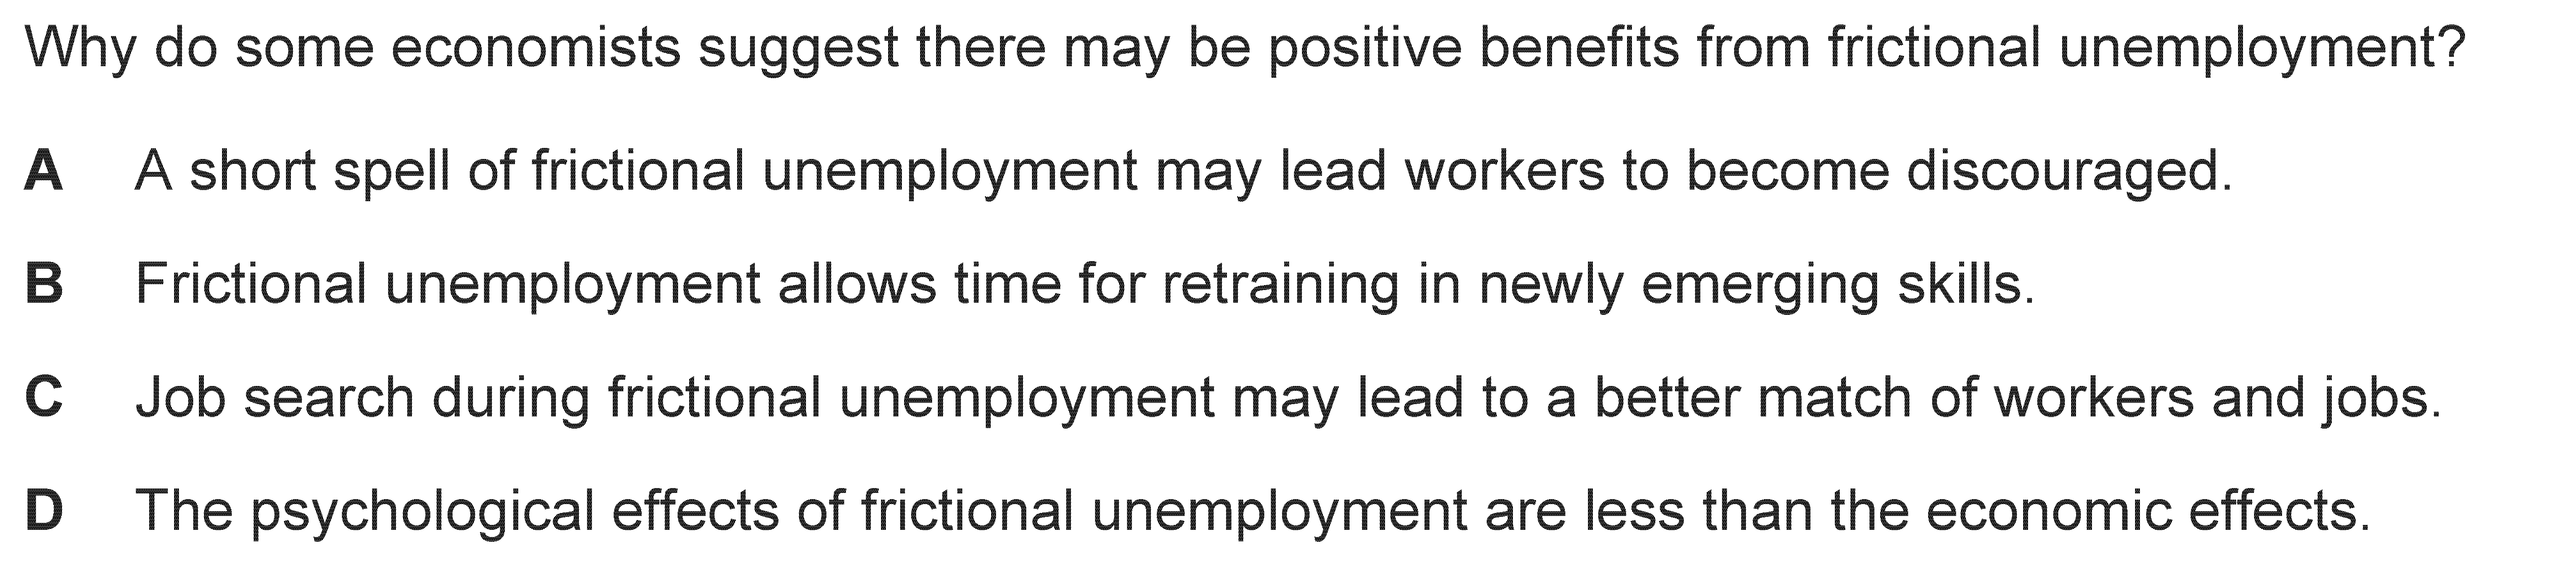 Why do some economists suggest there may be positive benefits from frictional unemployment?
A A short spell of frictional unemployment may lead workers to become discouraged.
B Frictional unemployment allows time for retraining in newly emerging skills.
C Job search during frictional unemployment may lead to a better match of workers and jobs.
D The psychological effects of frictional unemployment are less than the economic effects.